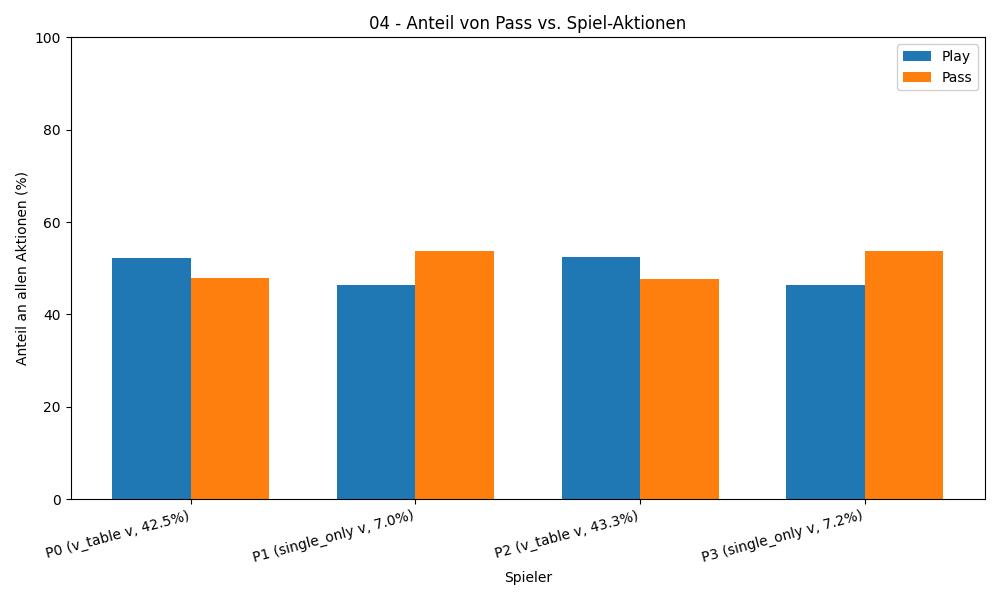 04 - Anteil von Pass vs. Spiel-Aktionen
Play
Pass
Anteil an allen Aktionen (%)
100
80
60
40
20
0
P0 (v_table v, 42.5%)
P1 (single_only v, 7.0%)
P2 (v_table v, 43.3%)
P3 (single_only v, 7.2%)
Spieler